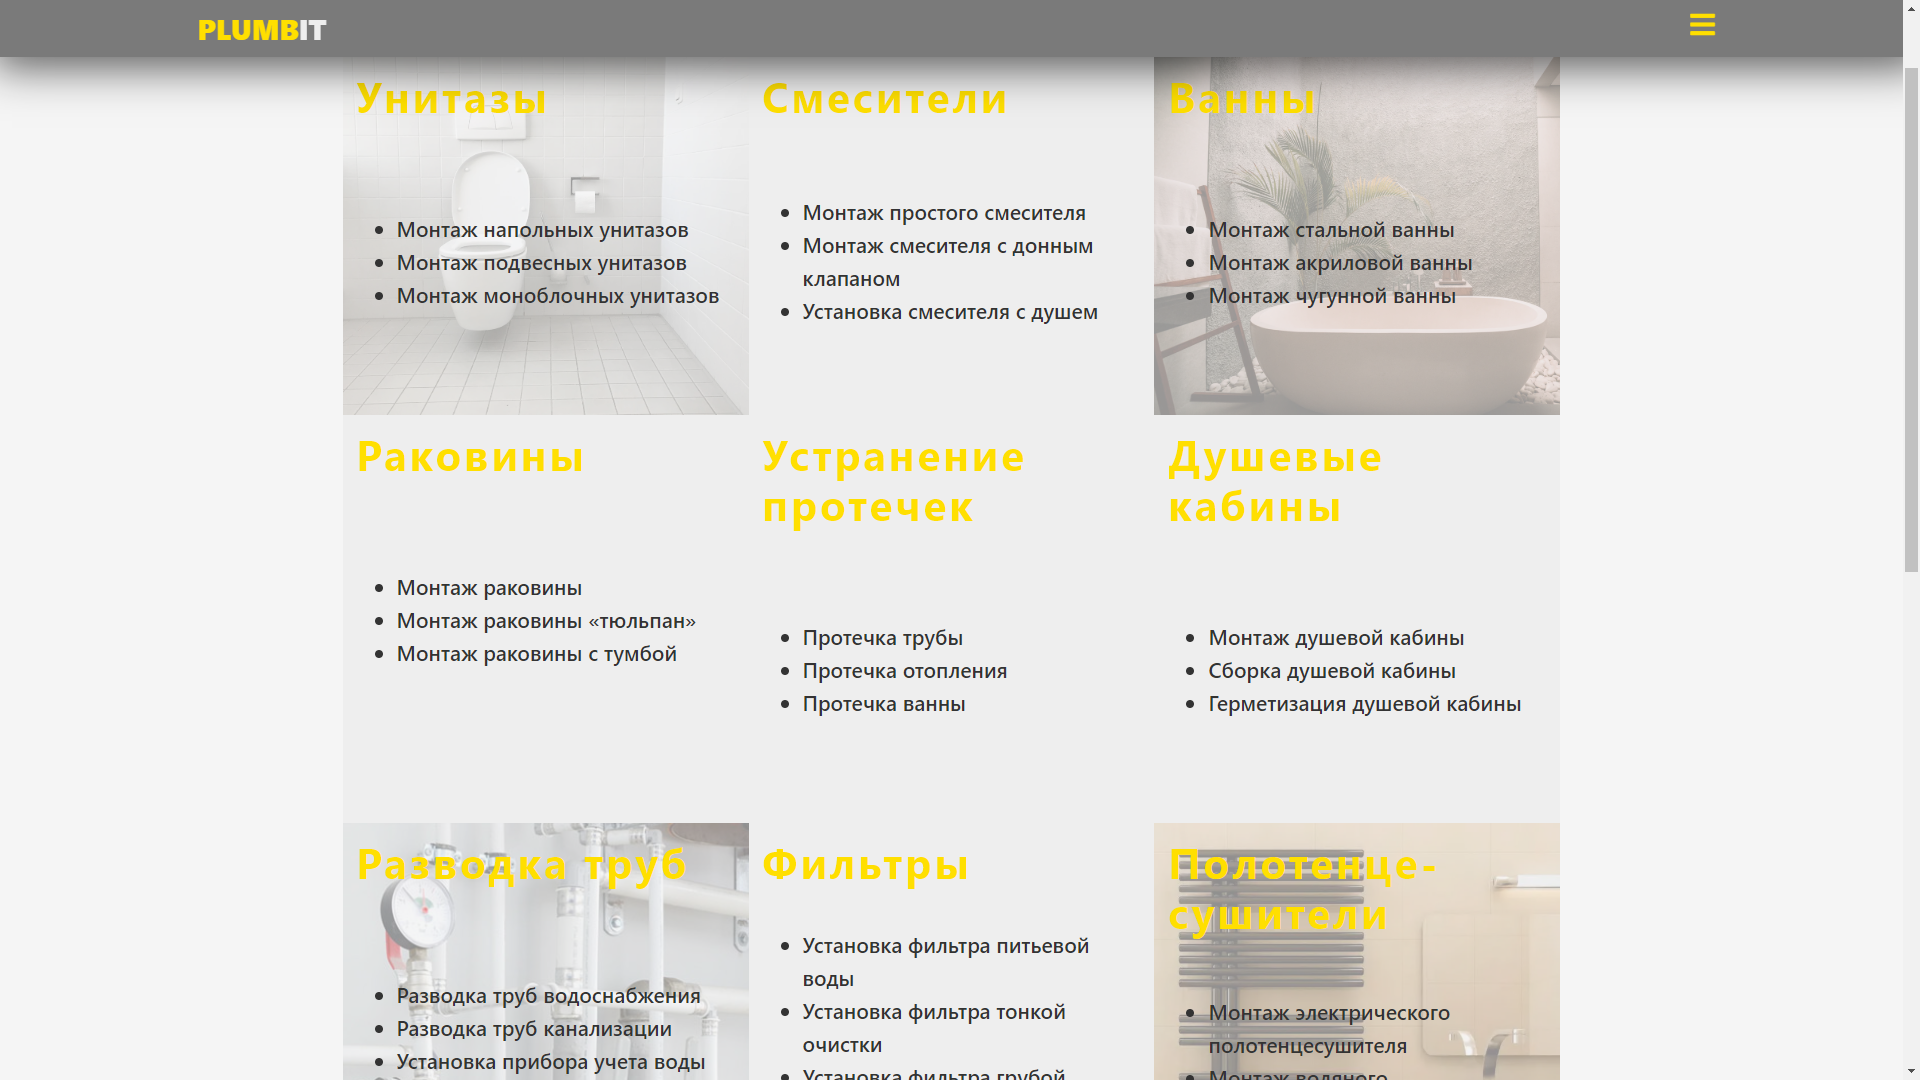 PLUMBIT
Унитазы
Монтаж напольных унитазов
Монтаж подвесных унитазов
Монтаж моноблочных унитазов
Смесители
Монтаж простого смесителя
Монтаж смесителя с донным
клапаном
Установка смесителя с душем
Ванны
Монтаж стальной ванны
Монтаж акриловой ванны
Монтаж чугунной ванны
Раковины
Монтаж раковины
Монтаж раковины «тюльпан»
Монтаж раковины с тумбой
Устранение
протечек
Протечка трубы
Протечка отопления
Протечка ванны
Душевые
кабины
Монтаж душевой кабины
Сборка душевой кабины
Герметизация душевой кабины
Разводка труб
Разводка труб водоснабжения
Разводка труб канализации
Установка прибора учета воды
Фильтры
Установка фильтра питьевой
воды
Установка фильтра тонкой
очистки
Установка фильтра грубой
Полотенце-
сушители
Монтаж электрического
полотенцесушителя
Монтаж водяного